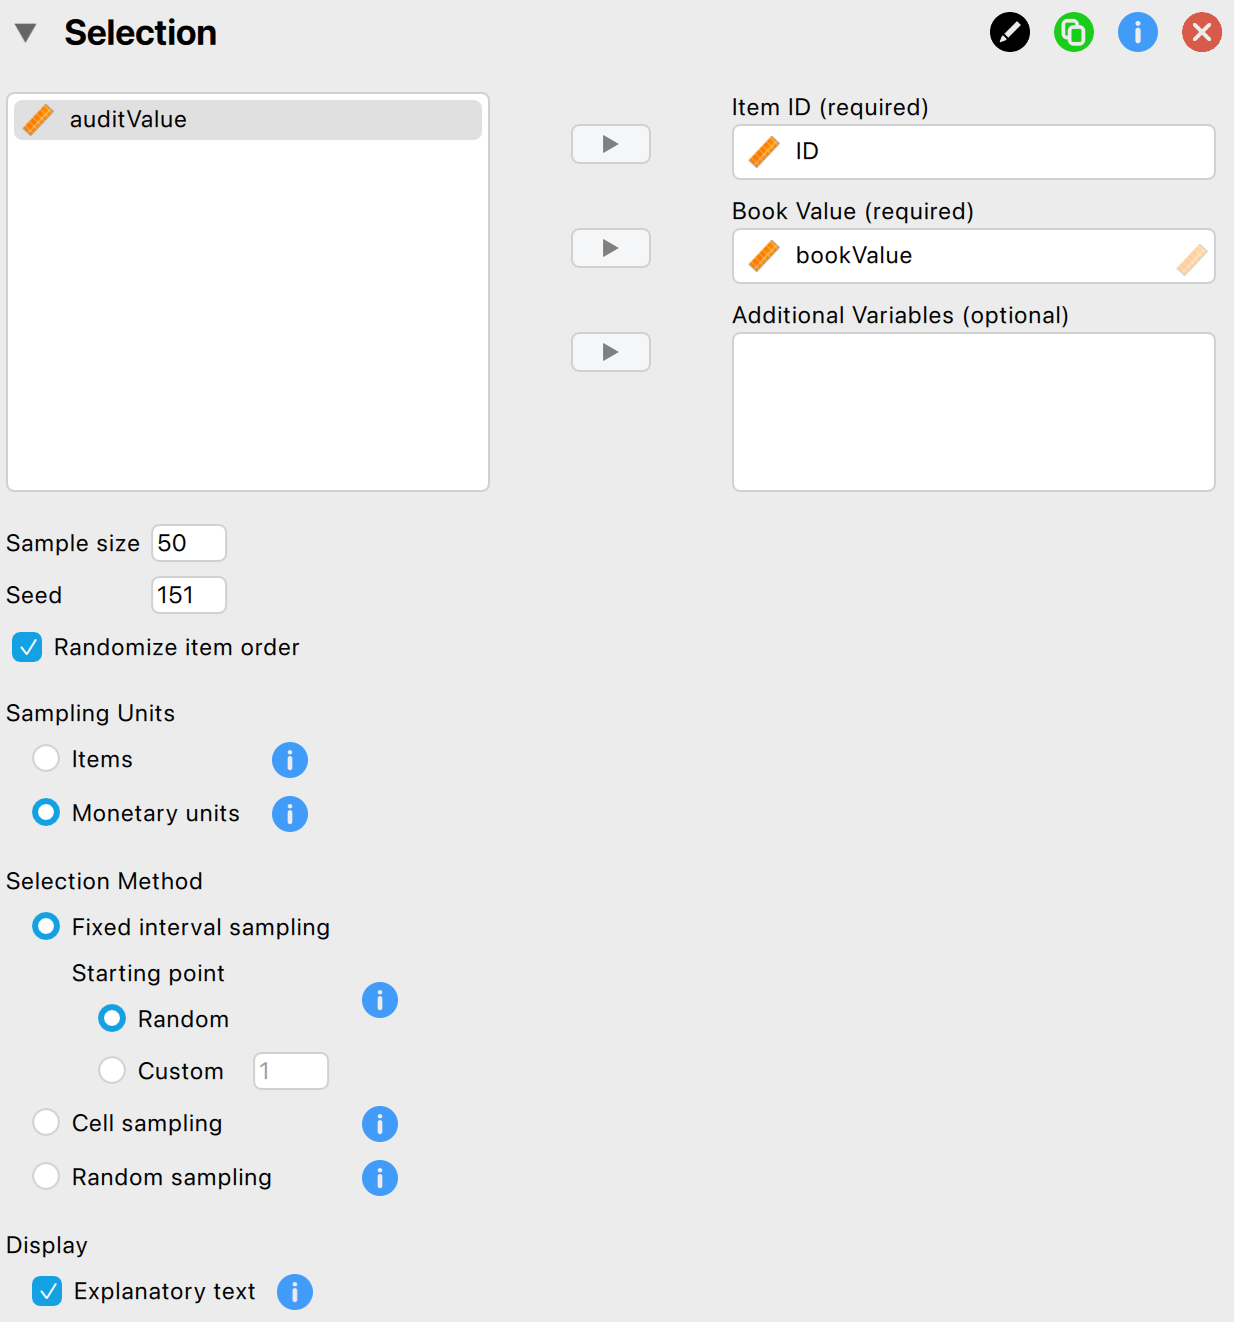 Selection
auditValue
Item ID (required)
ID
Book Value (required)
bookValue
Additional Variables (optional)
Sample size 50
Seed 151
Randomize item order
Sampling Units
Items
Monetary units
Selection Method
Fixed interval sampling
Starting point
Random
Custom 1
Cell sampling
Random sampling
Display
Explanatory text